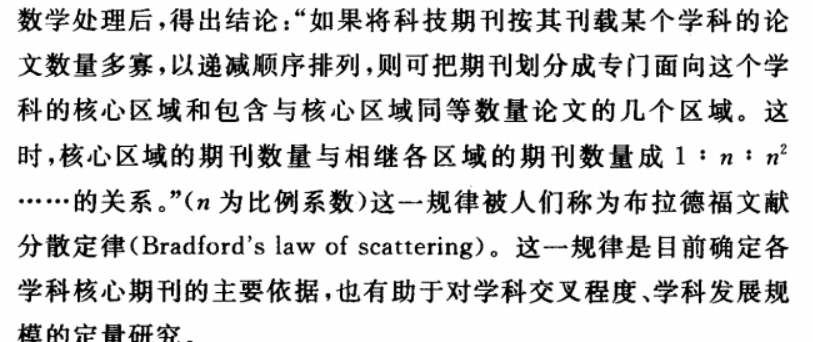 数学处理后,得出结论:“如果将科技期刊按其刊载某个学科的论
文数量多寡,以递减顺序排列,则可把期刊划分成专门面向这个学
科的核心区域和包含与核心区域同等数量论文的几个区域。这
时,核心区域的期刊数量与相继各区域的期刊数量成 1∶n∶n²
……的关系。”(n 为比例系数)这一规律被人们称为布拉德福文献
分散定律(Bradford's law of scattering)。这一规律是目前确定各
学科核心期刊的主要依据,也有助于对学科交叉程度、学科发展规
模的定量研究。